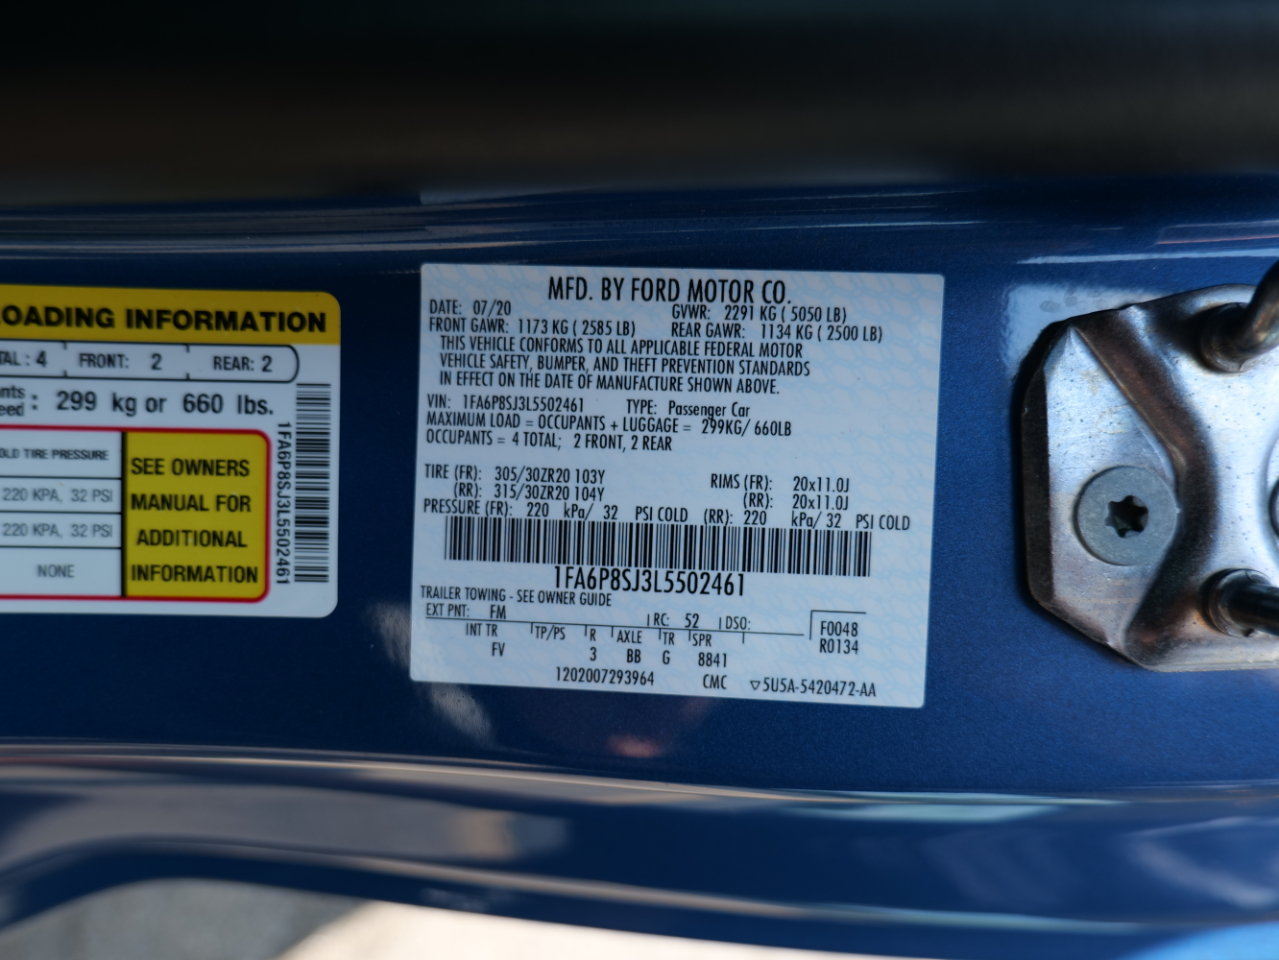 LOADING INFORMATION
TAL : 4 FRONT: 2 REAR: 2
nts
eed : 299 kg or 660 lbs.
OLD TIRE PRESSURE
220 KPA, 32 PSI
220 KPA, 32 PSI
NONE
SEE OWNERS
MANUAL FOR
ADDITIONAL
INFORMATION
1FA6P8SJ3L5502461
MFD. BY FORD MOTOR CO.
DATE: 07/20 GVWR: 2291 KG ( 5050 LB)
FRONT GAWR: 1173 KG ( 2585 LB) REAR GAWR: 1134 KG ( 2500 LB)
THIS VEHICLE CONFORMS TO ALL APPLICABLE FEDERAL MOTOR
VEHICLE SAFETY, BUMPER, AND THEFT PREVENTION STANDARDS
IN EFFECT ON THE DATE OF MANUFACTURE SHOWN ABOVE.
VIN: 1FA6P8SJ3L5502461 TYPE: Passenger Car
MAXIMUM LOAD = OCCUPANTS + LUGGAGE = 299KG/ 660LB
OCCUPANTS = 4 TOTAL; 2 FRONT, 2 REAR
TIRE (FR): 305/30ZR20 103Y RIMS (FR): 20x11.0J
(RR): 315/30ZR20 104Y (RR): 20x11.0J
PRESSURE (FR): 220 kPa/ 32 PSI COLD (RR): 220 kPa/ 32 PSI COLD
1FA6P8SJ3L5502461
TRAILER TOWING - SEE OWNER GUIDE
EXT PNT: FM RC: 52 DSO: F0048
INT TR TP/PS R AXLE TR SPR R0134
FV 3 BB G 8841
1202007293964 CMC ▽5U5A-5420472-AA